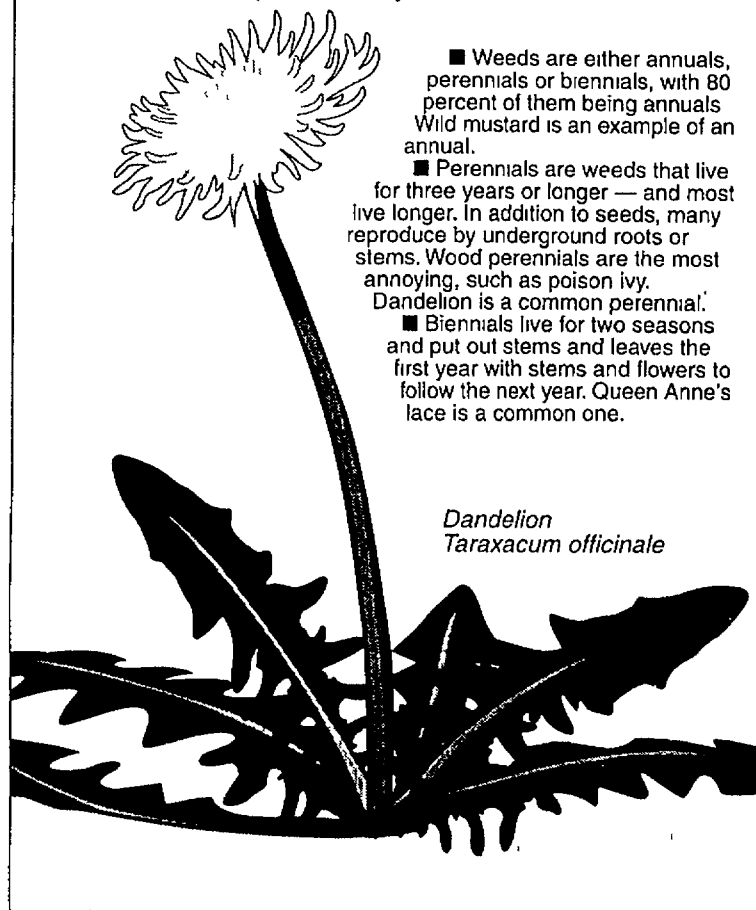 ■ Weeds are either annuals,
perennials or biennials, with 80
percent of them being annuals
Wild mustard is an example of an
annual.
■ Perennials are weeds that live
for three years or longer — and most
live longer. In addition to seeds, many
reproduce by underground roots or
stems. Wood perennials are the most
annoying, such as poison ivy.
Dandelion is a common perennial.
■ Biennials live for two seasons
and put out stems and leaves the
first year with stems and flowers to
follow the next year. Queen Anne's
lace is a common one.
Dandelion
Taraxacum officinale